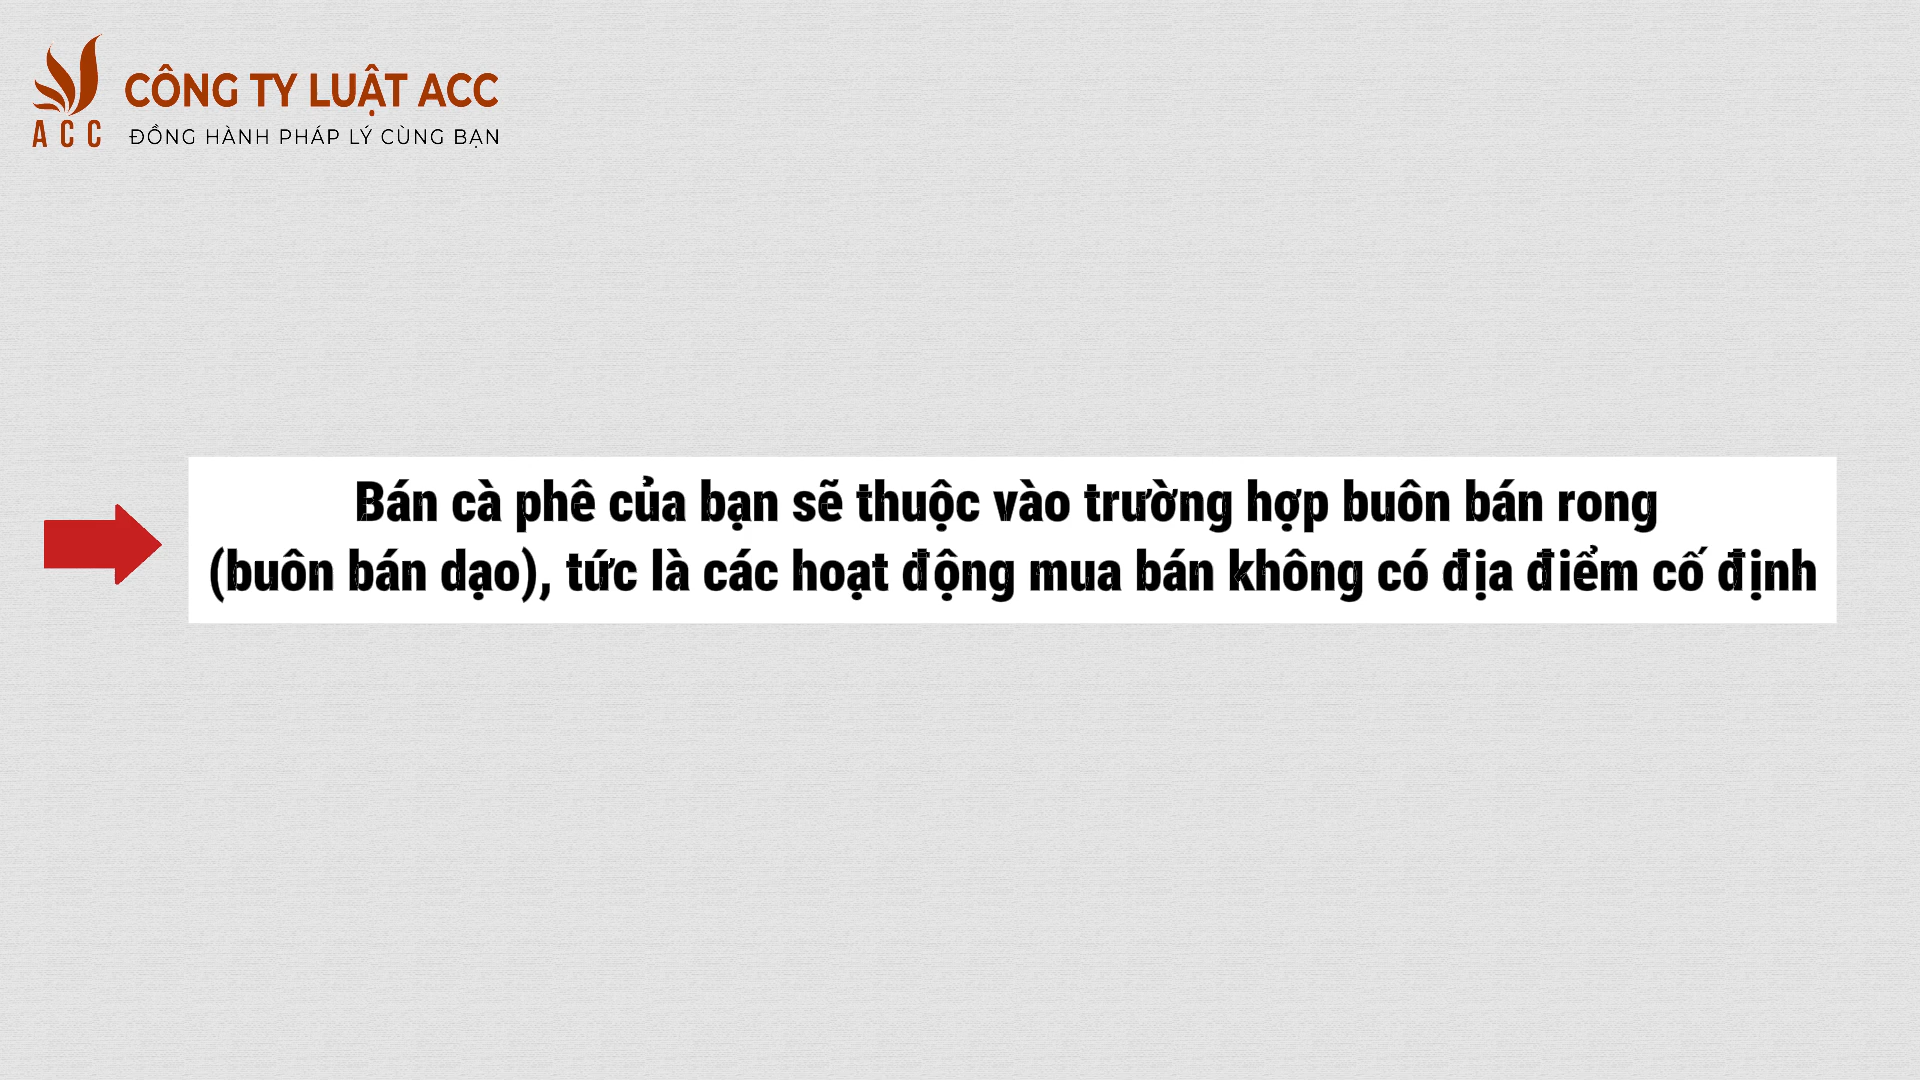 CÔNG TY LUẬT ACC
ACC
ĐỒNG HÀNH PHÁP LÝ CÙNG BẠN
Bán cà phê của bạn sẽ thuộc vào trường hợp buôn bán rong
(buôn bán dạo), tức là các hoạt động mua bán không có địa điểm cố định